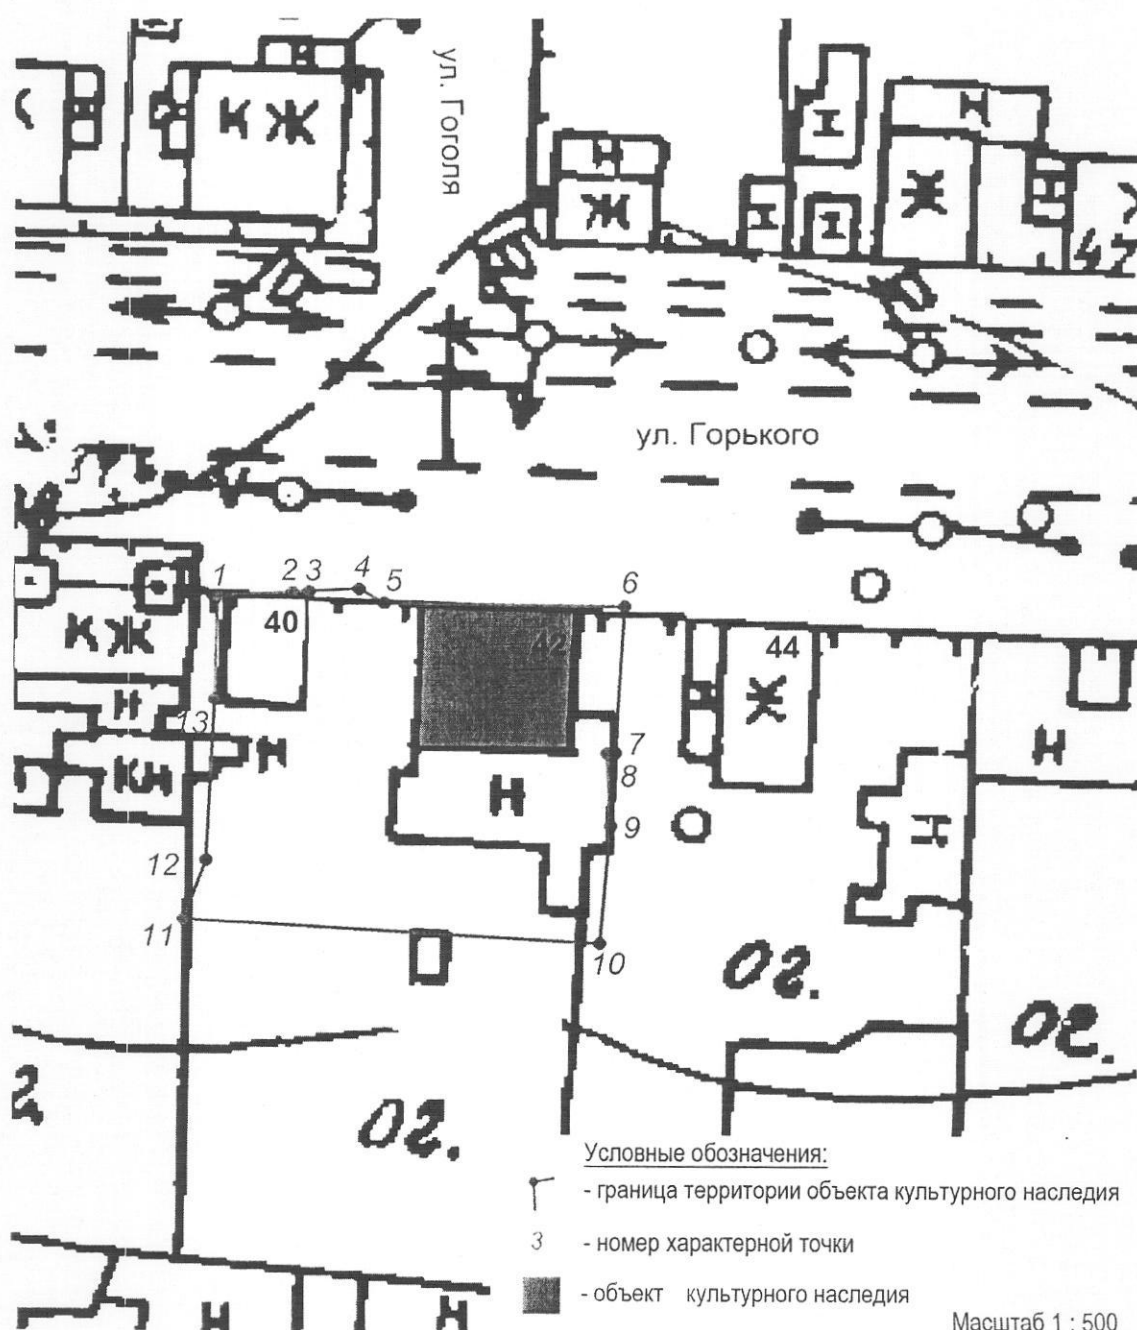 КЖ
ул. Гоголя
Н
Ж
Н
Ж
Н
47
ул. Горького
1
2
3
4
5
6
40
42
44
КЖ
Н
13
Н
КН
Ж
Н
7
8
9
Н
Н
12
11
10
ОГ.
ОГ.
ОГ.
Условные обозначения:
- граница территории объекта культурного наследия
3 - номер характерной точки
- объект культурного наследия
Н
Н
Масштаб 1 : 500